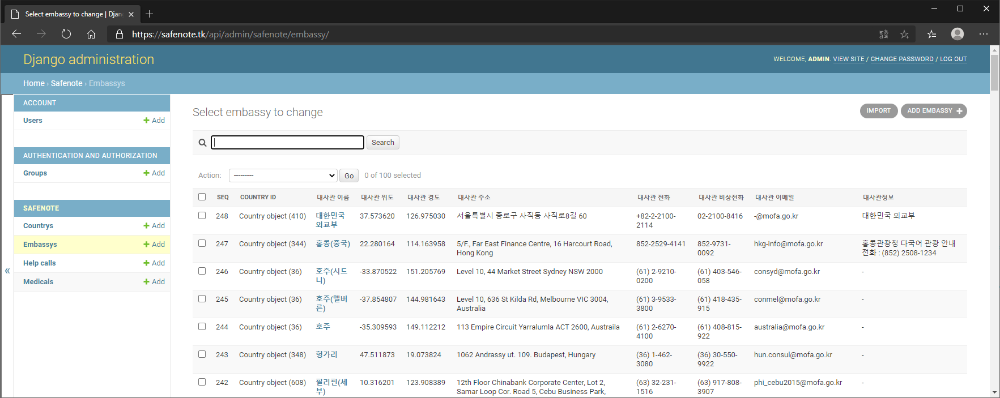 Select embassy to change | Djan
https://safenote.tk/api/admin/safenote/embassy/
Django administration
WELCOME, ADMIN. VIEW SITE / CHANGE PASSWORD / LOG OUT
Home › Safenote › Embassys
ACCOUNT
Users Add
AUTHENTICATION AND AUTHORIZATION
Groups Add
SAFENOTE
Countrys Add
Embassys Add
Help calls Add
Medicals Add
«
Select embassy to change
IMPORT
ADD EMBASSY
Search
Action: --------- Go 0 of 100 selected
SEQ COUNTRY ID 대사관 이름 대사관 위도 대사관 경도 대사관 주소 대사관 전화 대사관 비상전화 대사관 이메일 대사관정보
248 Country object (410) 대한민국 37.573620 126.975030 서울특별시 종로구 사직동 사직로8길 60 +82-2-2100- 02-2100-8416 -@mofa.go.kr 대한민국 외교부
외교부 2114
247 Country object (344) 홍콩(중국) 22.280164 114.163958 5/F., Far East Finance Centre, 16 Harcourt Road, 852-2529-4141 852-9731- hkg-info@mofa.go.kr 홍콩관광청 다국어 관광 안내
Hong Kong 0092 전화 : (852) 2508-1234
246 Country object (36) 호주(시드 -33.870522 151.205769 Level 10, 44 Market Street Sydney NSW 2000 (61) 2-9210- (61) 403-546- consyd@mofa.go.kr -
니) 0200 058
245 Country object (36) 호주(멜버 -37.854807 144.981643 Level 10, 636 St Kilda Rd, Melbourne VIC 3004, (61) 3-9533- (61) 418-435- conmel@mofa.go.kr -
른) Australia 3800 915
244 Country object (36) 호주 -35.309593 149.112212 113 Empire Circuit Yarralumla ACT 2600, Austraila (61) 2-6270- (61) 408-815- australia@mofa.go.kr -
4100 922
243 Country object (348) 헝가리 47.511873 19.073824 1062 Andrassy ut. 109. Budapest, Hungary (36) 1-462- (36) 30-550- hun.consul@mofa.go.kr -
3080 9922
242 Country object (608) 필리핀(세 10.316201 123.908389 12th Floor Chinabank Corporate Center, Lot 2, (63) 32-231- (63) 917-808- phi_cebu2015@mofa.go.kr -
부) Samar Loop Cor. Road 5, Cebu Business Park, 1516 3907